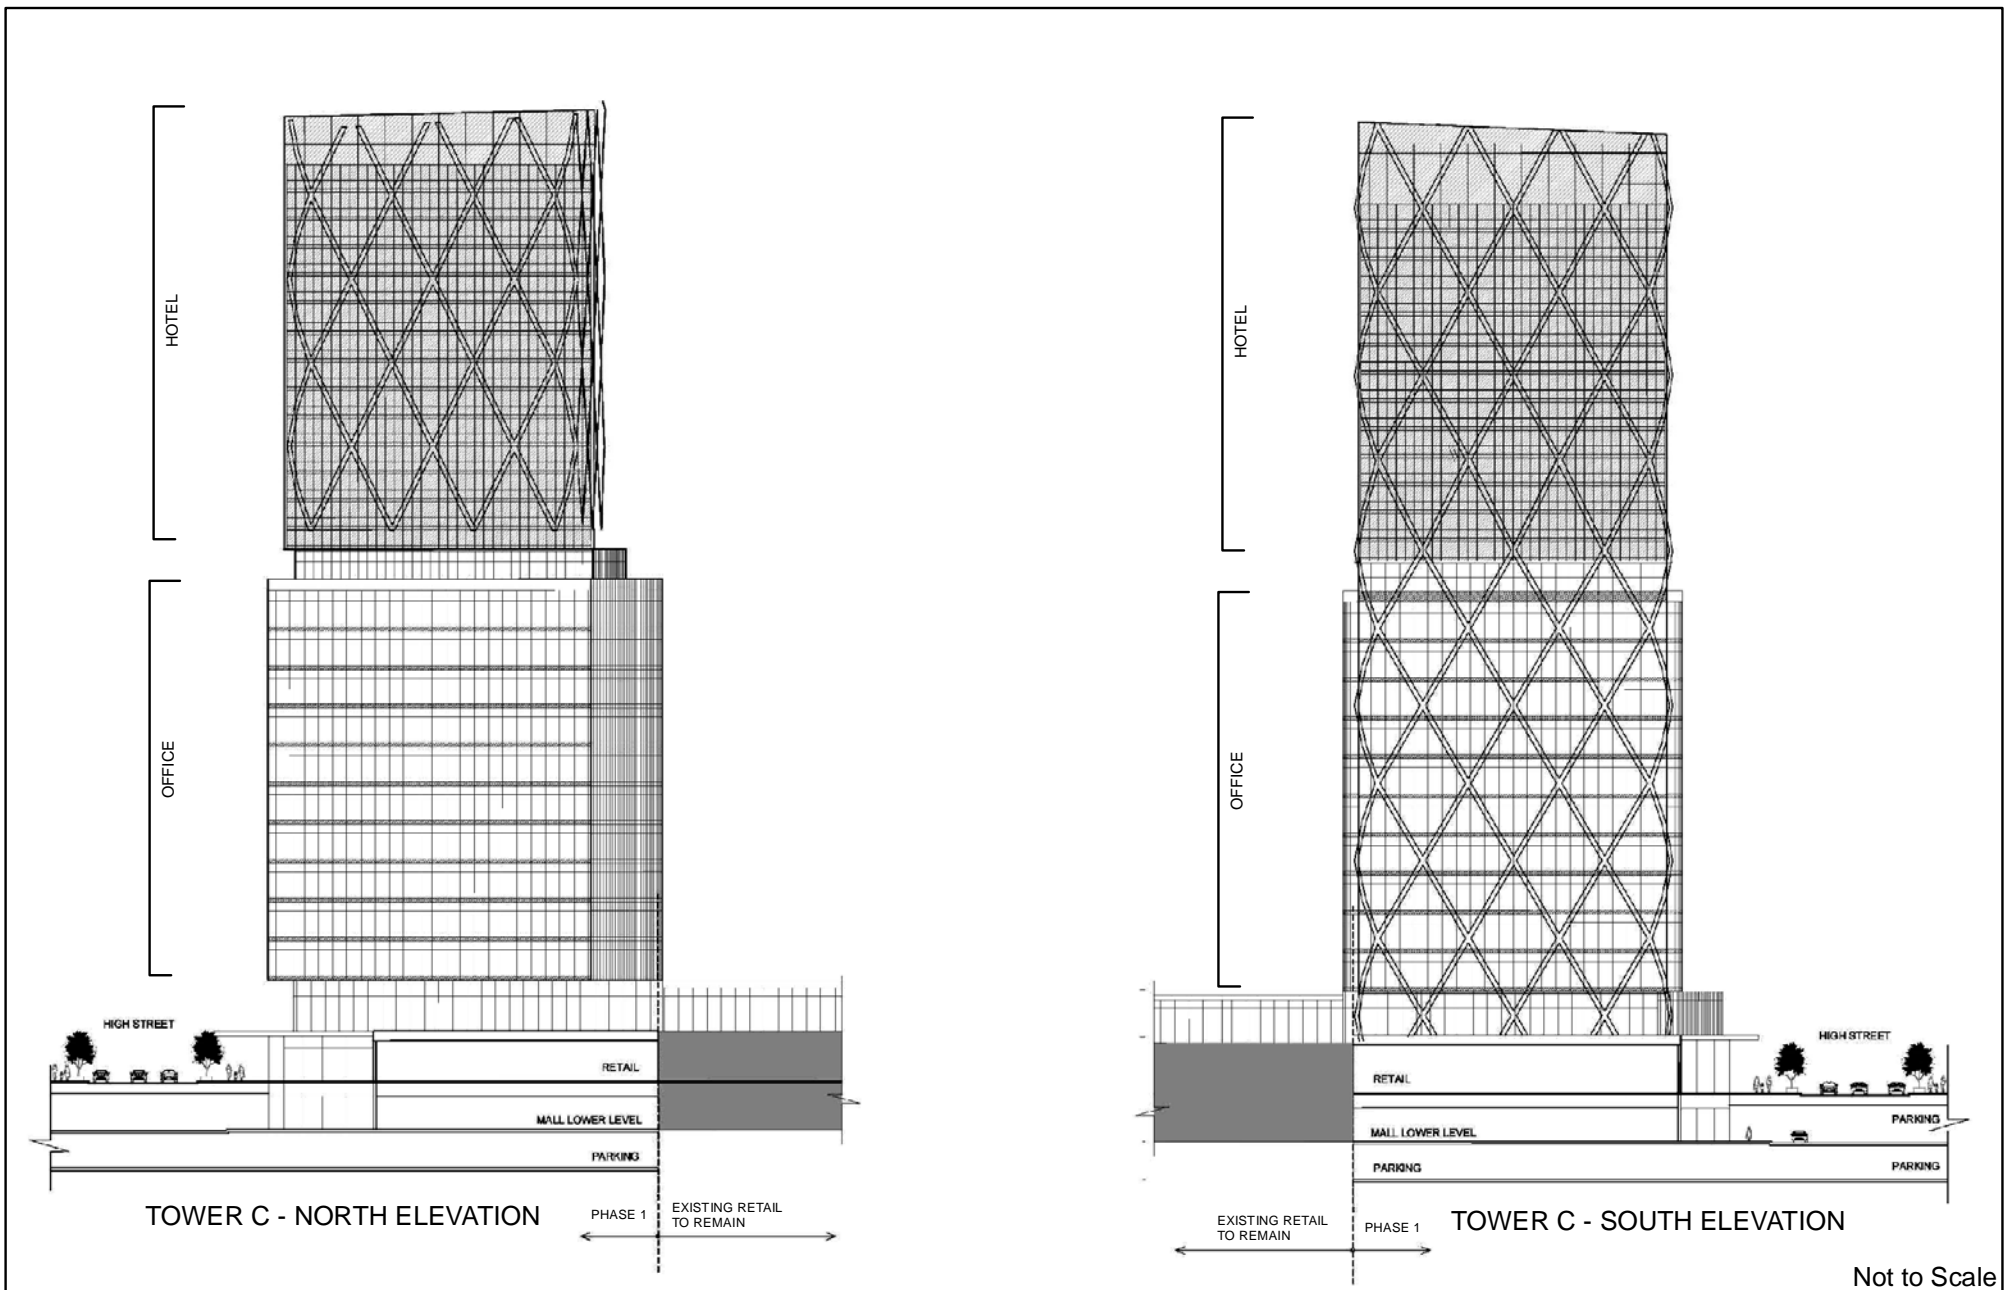 HOTEL
OFFICE
HIGH STREET
RETAIL
MALL LOWER LEVEL
PARKING
TOWER C - NORTH ELEVATION
PHASE 1
EXISTING RETAIL
TO REMAIN
HOTEL
OFFICE
HIGH STREET
RETAIL
PARKING
MALL LOWER LEVEL
PARKING
PARKING
EXISTING RETAIL
TO REMAIN
PHASE 1
TOWER C - SOUTH ELEVATION
Not to Scale